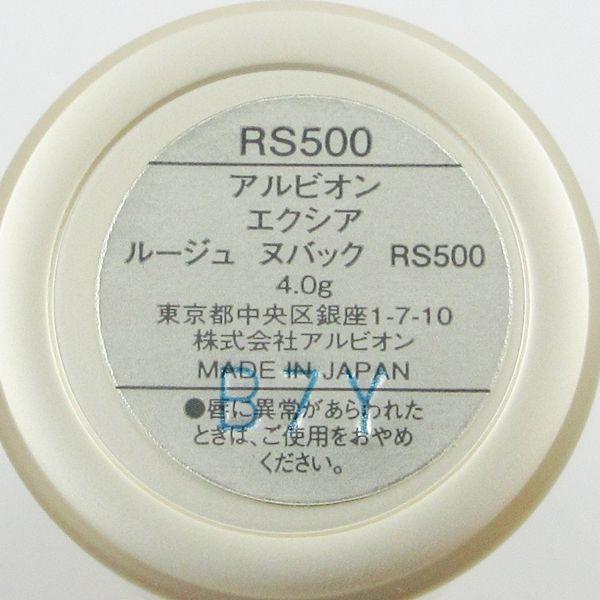 RS500
アルビオン
エクシア
ルージュ ヌバック RS500
4.0g
東京都中央区銀座1-7-10
株式会社アルビオン
MADE IN JAPAN
B7Y
●唇に異常があらわれた
ときは、ご使用をおやめ
ください。